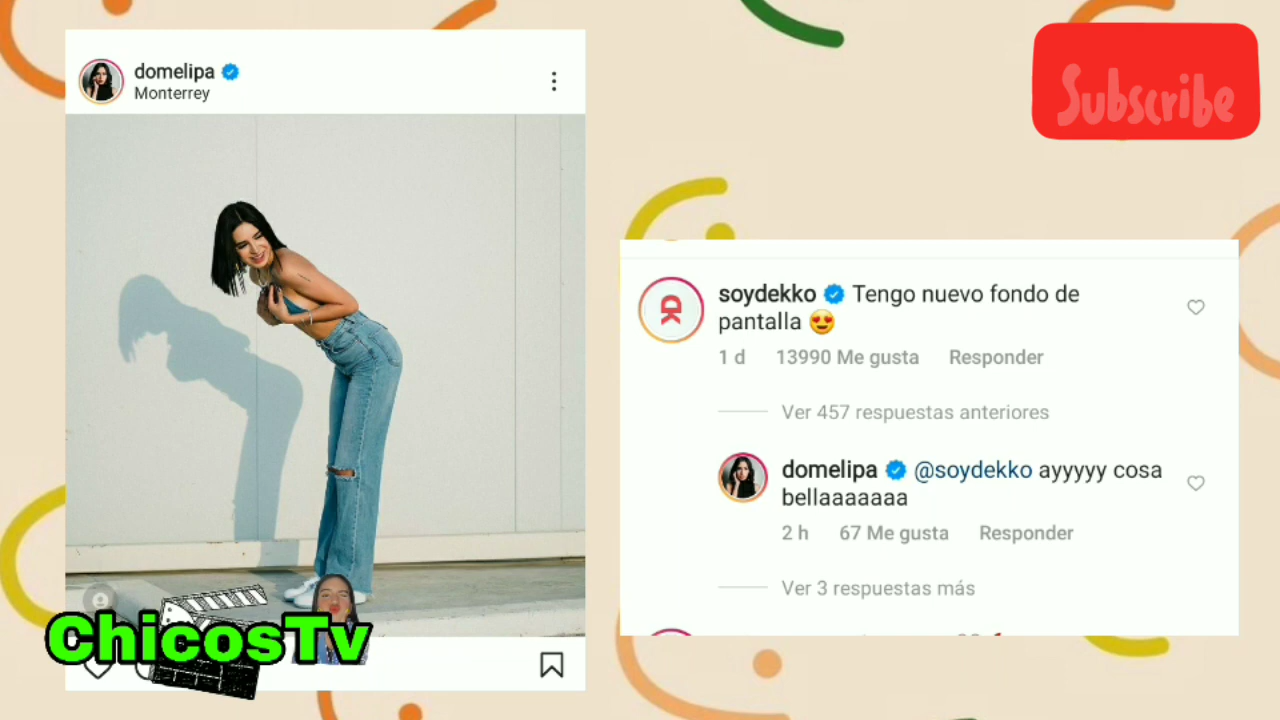 domelipa
Monterrey
Subscribe
soydekko Tengo nuevo fondo de
pantalla 😍
1 d 13990 Me gusta Responder
Ver 457 respuestas anteriores
domelipa @soydekko ayyyyy cosa
bellaaaaaaa
2 h 67 Me gusta Responder
Ver 3 respuestas más
ChicosTv